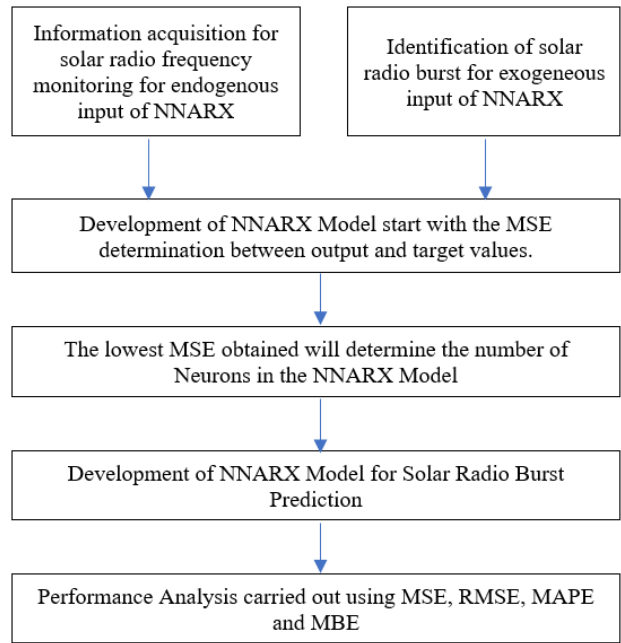 Information acquisition for
solar radio frequency
monitoring for endogenous
input of NNARX
Identification of solar
radio burst for exogeneous
input of NNARX
Development of NNARX Model start with the MSE
determination between output and target values.
The lowest MSE obtained will determine the number of
Neurons in the NNARX Model
Development of NNARX Model for Solar Radio Burst
Prediction
Performance Analysis carried out using MSE, RMSE, MAPE
and MBE